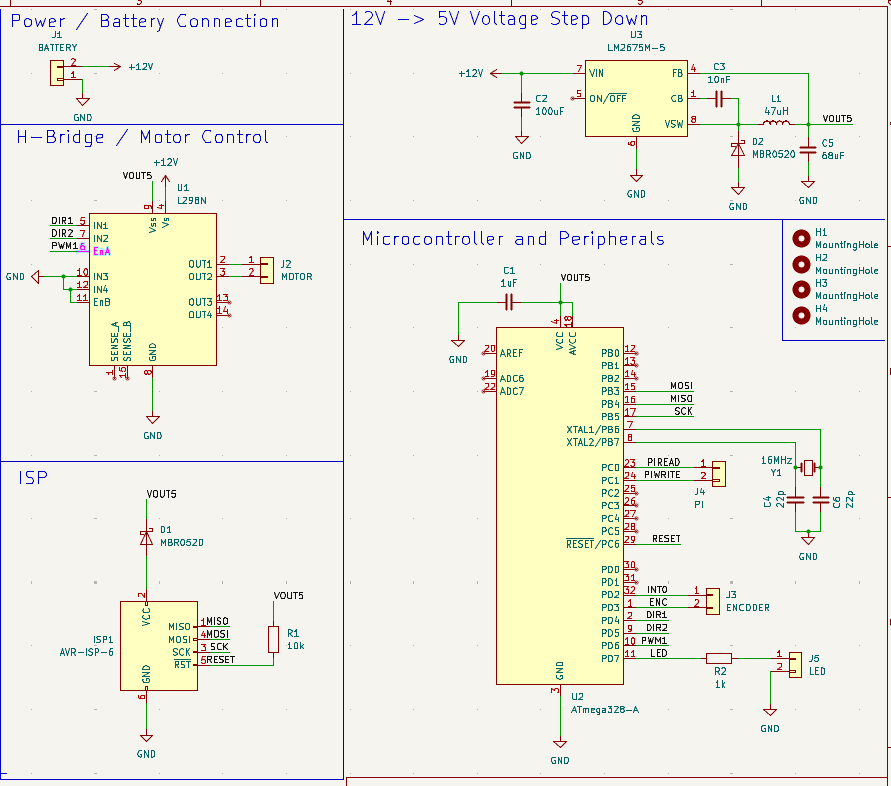 3
4
5
6
Power / Battery Connection
J1
BATTERY
2
1
+12V
GND
12V -> 5V Voltage Step Down
U3
LM2675M-5
+12V
7
VIN
FB
4
C3
10nF
5
ON/OFF
CB
1
C2
100uF
VSW
8
L1
47uH
VOUT5
GND
6
D2
MBR0520
C5
68uF
GND
GND
GND
GND
H-Bridge / Motor Control
+12V
VOUT5
U1
L298N
9
4
Vss
Vs
DIR1
5
IN1
DIR2
7
IN2
PWM1
6
EnA
GND
10
IN3
12
IN4
11
EnB
OUT1
2
1
J2
OUT2
3
2
MOTOR
OUT3
13
OUT4
14
SENSE_A
SENSE_B
GND
1
15
8
GND
Microcontroller and Peripherals
H1
MountingHole
H2
MountingHole
H3
MountingHole
H4
MountingHole
C1
1uF
VOUT5
GND
4
18
VCC
AVCC
20
AREF
19
ADC6
22
ADC7
PB0
12
PB1
13
PB2
14
PB3
15
MOSI
PB4
16
MISO
PB5
17
SCK
XTAL1/PB6
7
XTAL2/PB7
8
16MHz
Y1
C4
22p
C6
22p
GND
PC0
23
PIREAD
1
PC1
24
PIWRITE
2
J4
PI
PC2
25
PC3
26
PC4
27
PC5
28
RESET/PC6
29
RESET
PD0
30
PD1
31
PD2
32
INT0
1
J3
PD3
1
ENC
2
ENCODER
PD4
2
DIR1
PD5
9
DIR2
PD6
10
PWM1
PD7
11
LED
R2
1k
1
2
J5
LED
GND
GND
3
U2
ATmega328-A
GND
ISP
VOUT5
D1
MBR0520
2
VCC
VOUT5
ISP1
AVR-ISP-6
MISO
1
MISO
MOSI
4
MOSI
SCK
3
SCK
RST
5
RESET
R1
10k
GND
6
GND